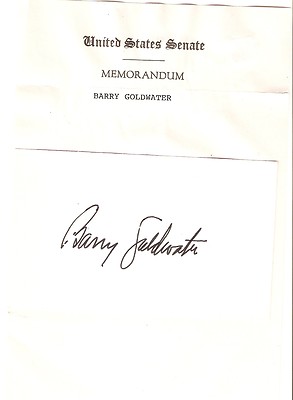 United States Senate
MEMORANDUM
BARRY GOLDWATER
Barry Goldwater